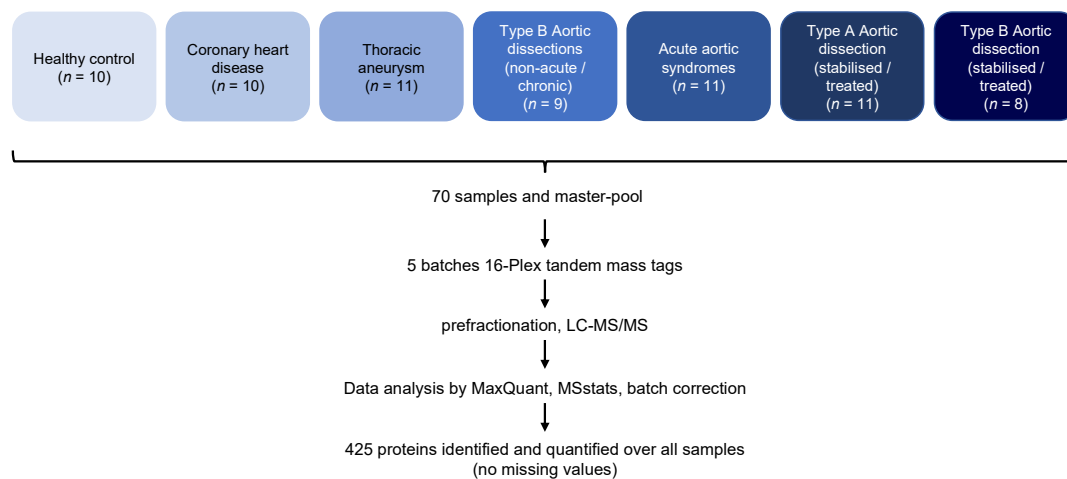 Healthy control
(n = 10)
Coronary heart
disease
(n = 10)
Thoracic
aneurysm
(n = 11)
Type B Aortic
dissections
(non-acute /
chronic)
(n = 9)
Acute aortic
syndromes
(n = 11)
Type A Aortic
dissection
(stabilised /
treated)
(n = 11)
Type B Aortic
dissection
(stabilised /
treated)
(n = 8)
70 samples and master-pool
5 batches 16-Plex tandem mass tags
prefractionation, LC-MS/MS
Data analysis by MaxQuant, MSstats, batch correction
425 proteins identified and quantified over all samples
(no missing values)